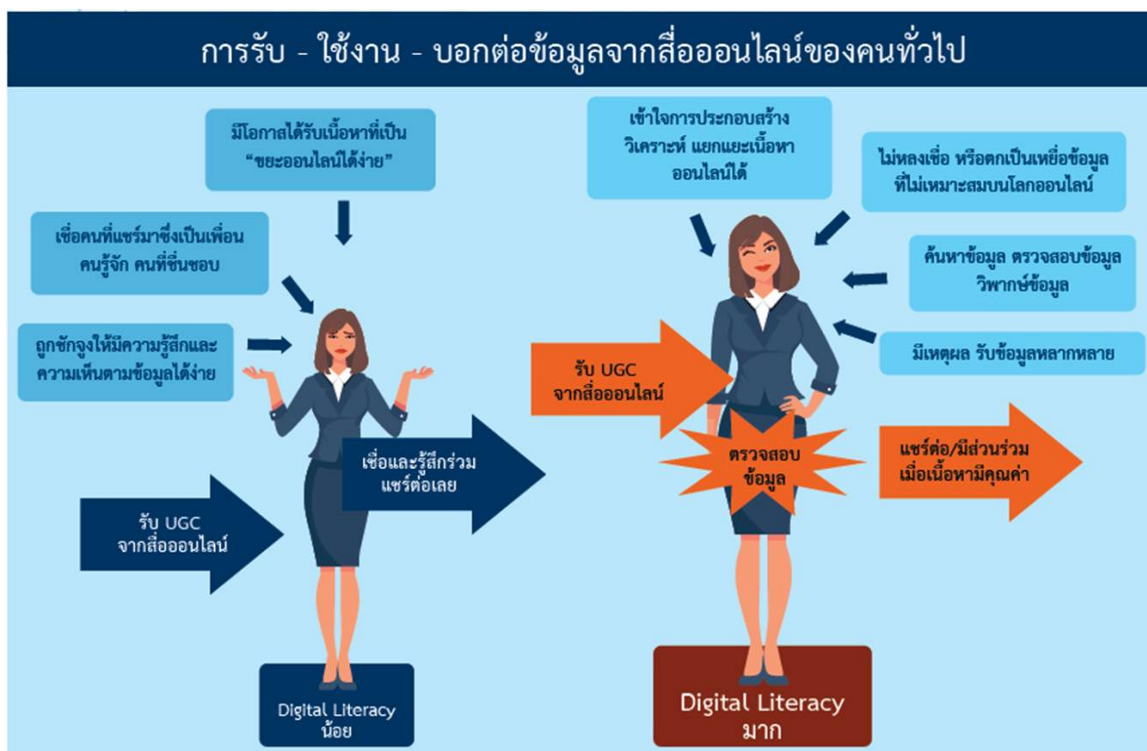 การรับ - ใช้งาน - บอกต่อข้อมูลจากสื่อออนไลน์ของคนทั่วไป
มีโอกาสได้รับเนื้อหาที่เป็น
“ขยะออนไลน์ได้ง่าย”
เชื่อคนที่แชร์มาซึ่งเป็นเพื่อน
คนรู้จัก คนที่ชื่นชอบ
ถูกชักจูงให้มีความรู้สึกและ
ความเห็นตามข้อมูลได้ง่าย
รับ UGC
จากสื่อออนไลน์
เชื่อและรู้สึกร่วม
แชร์ต่อเลย
Digital Literacy
น้อย
เข้าใจการประกอบสร้าง
วิเคราะห์ แยกแยะเนื้อหา
ออนไลน์ได้
ไม่หลงเชื่อ หรือตกเป็นเหยื่อข้อมูล
ที่ไม่เหมาะสมบนโลกออนไลน์
ค้นหาข้อมูล ตรวจสอบข้อมูล
วิพากษ์ข้อมูล
มีเหตุผล รับข้อมูลหลากหลาย
รับ UGC
จากสื่อออนไลน์
ตรวจสอบ
ข้อมูล
แชร์ต่อ/มีส่วนร่วม
เมื่อเนื้อหามีคุณค่า
Digital Literacy
มาก